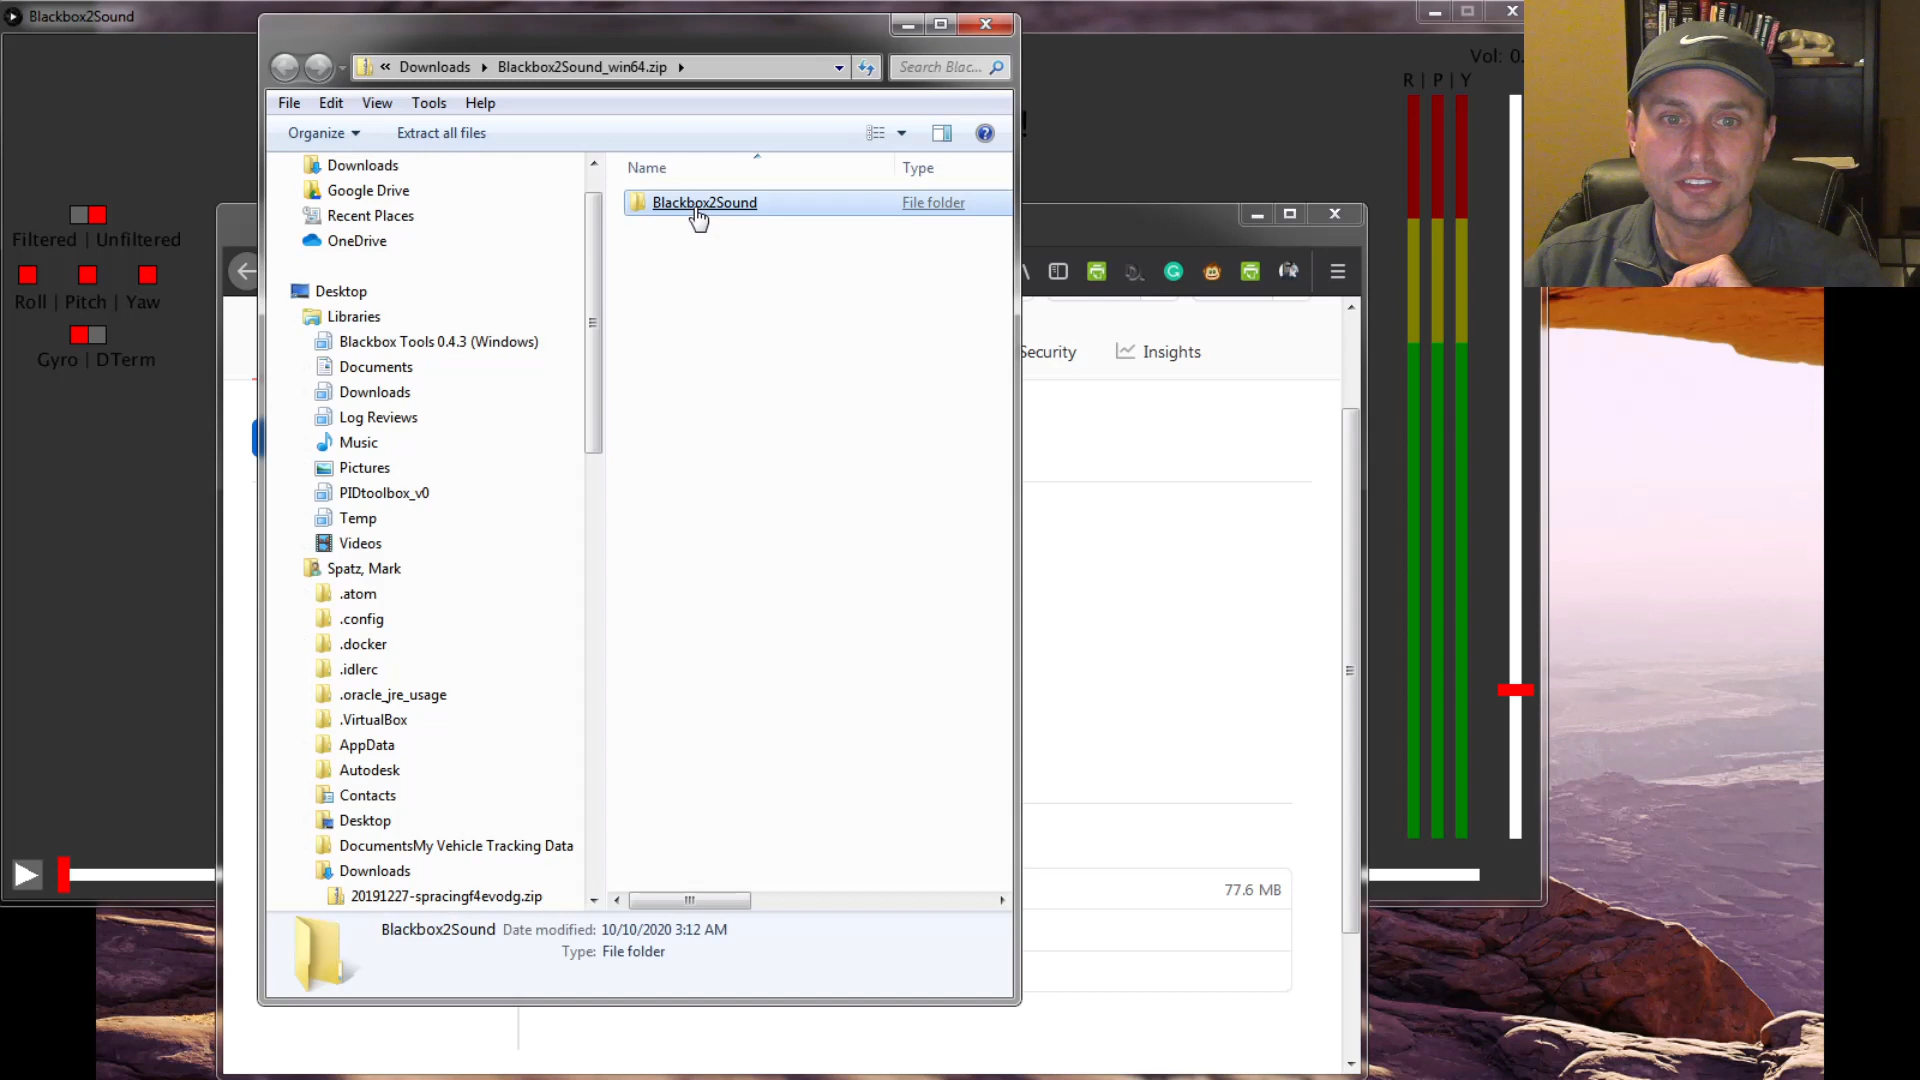 Blackbox2Sound
Vol: 0.
R | P | Y
« Downloads Blackbox2Sound_win64.zip
Search Blac...
File Edit View Tools Help
Organize Extract all files
Name Type
Blackbox2Sound File folder
Downloads
Google Drive
Recent Places
OneDrive
Desktop
Libraries
Blackbox Tools 0.4.3 (Windows)
Documents
Downloads
Log Reviews
Music
Pictures
PIDtoolbox_v0
Temp
Videos
Spatz, Mark
.atom
.config
.docker
.idlerc
.oracle_jre_usage
.VirtualBox
AppData
Autodesk
Contacts
Desktop
DocumentsMy Vehicle Tracking Data
Downloads
20191227-spracingf4evodg.zip
Blackbox2Sound Date modified: 10/10/2020 3:12 AM
Type: File folder
Filtered | Unfiltered
Roll | Pitch | Yaw
Gyro | DTerm
!
Security Insights
77.6 MB